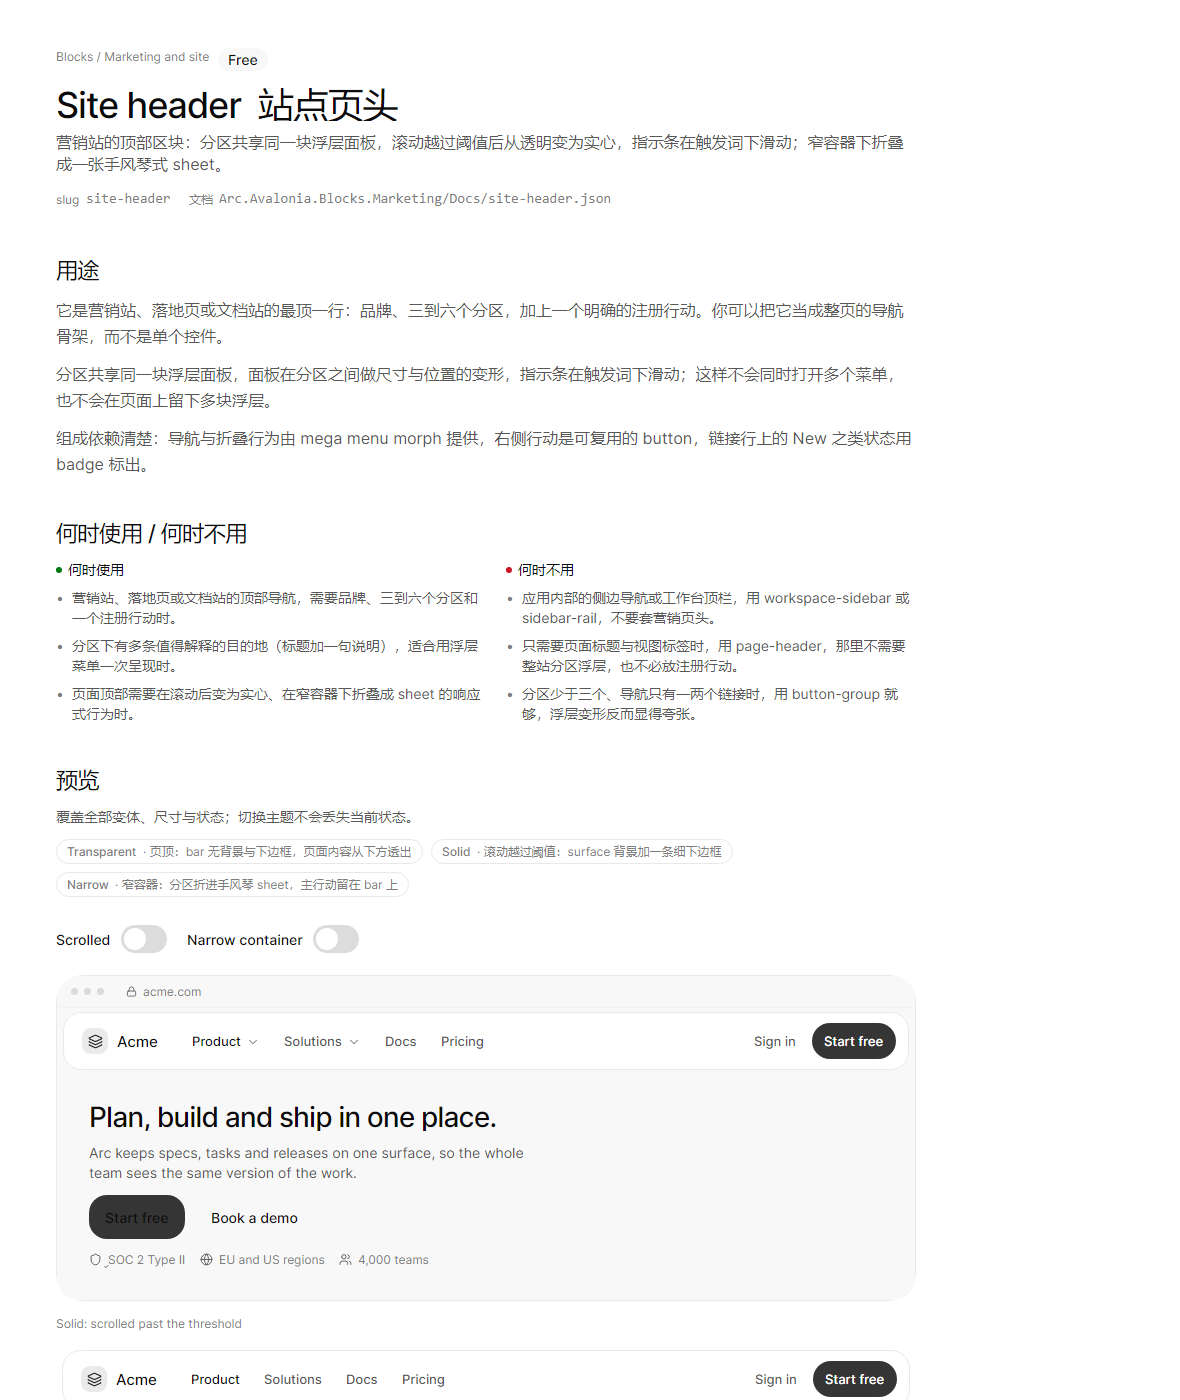 Blocks / Marketing and site Free
Site header 站点页头
营销站的顶部区块：分区共享同一块浮层面板，滚动越过阈值后从透明变为实心，指示条在触发词下滑动；窄容器下折叠
成一张手风琴式 sheet。
slug site-header 文档 Arc.Avalonia.Blocks.Marketing/Docs/site-header.json
用途
它是营销站、落地页或文档站的最顶一行：品牌、三到六个分区，加上一个明确的注册行动。你可以把它当成整页的导航
骨架，而不是单个控件。
分区共享同一块浮层面板，面板在分区之间做尺寸与位置的变形，指示条在触发词下滑动；这样不会同时打开多个菜单，
也不会在页面上留下多块浮层。
组成依赖清楚：导航与折叠行为由 mega menu morph 提供，右侧行动是可复用的 button，链接行上的 New 之类状态用
badge 标出。
何时使用 / 何时不用
何时使用
• 营销站、落地页或文档站的顶部导航，需要品牌、三到六个分区和
一个注册行动时。
• 分区下有多条值得解释的目的地（标题加一句说明），适合用浮层
菜单一次呈现时。
• 页面顶部需要在滚动后变为实心、在窄容器下折叠成 sheet 的响应
式行为时。
何时不用
• 应用内部的侧边导航或工作台顶栏，用 workspace-sidebar 或
sidebar-rail，不要套营销页头。
• 只需要页面标题与视图标签时，用 page-header，那里不需要
整站分区浮层，也不必放注册行动。
• 分区少于三个、导航只有一两个链接时，用 button-group 就
够，浮层变形反而显得夸张。
预览
覆盖全部变体、尺寸与状态；切换主题不会丢失当前状态。
Transparent · 页顶：bar 无背景与下边框，页面内容从下方透出
Solid · 滚动越过阈值：surface 背景加一条细下边框
Narrow · 窄容器：分区折进手风琴 sheet，主行动留在 bar 上
Scrolled Narrow container
acme.com
Acme Product Solutions Docs Pricing Sign in Start free
Plan, build and ship in one place.
Arc keeps specs, tasks and releases on one surface, so the whole
team sees the same version of the work.
Start free Book a demo
SOC 2 Type II EU and US regions 4,000 teams
Solid: scrolled past the threshold
Acme Product Solutions Docs Pricing Sign in Start free